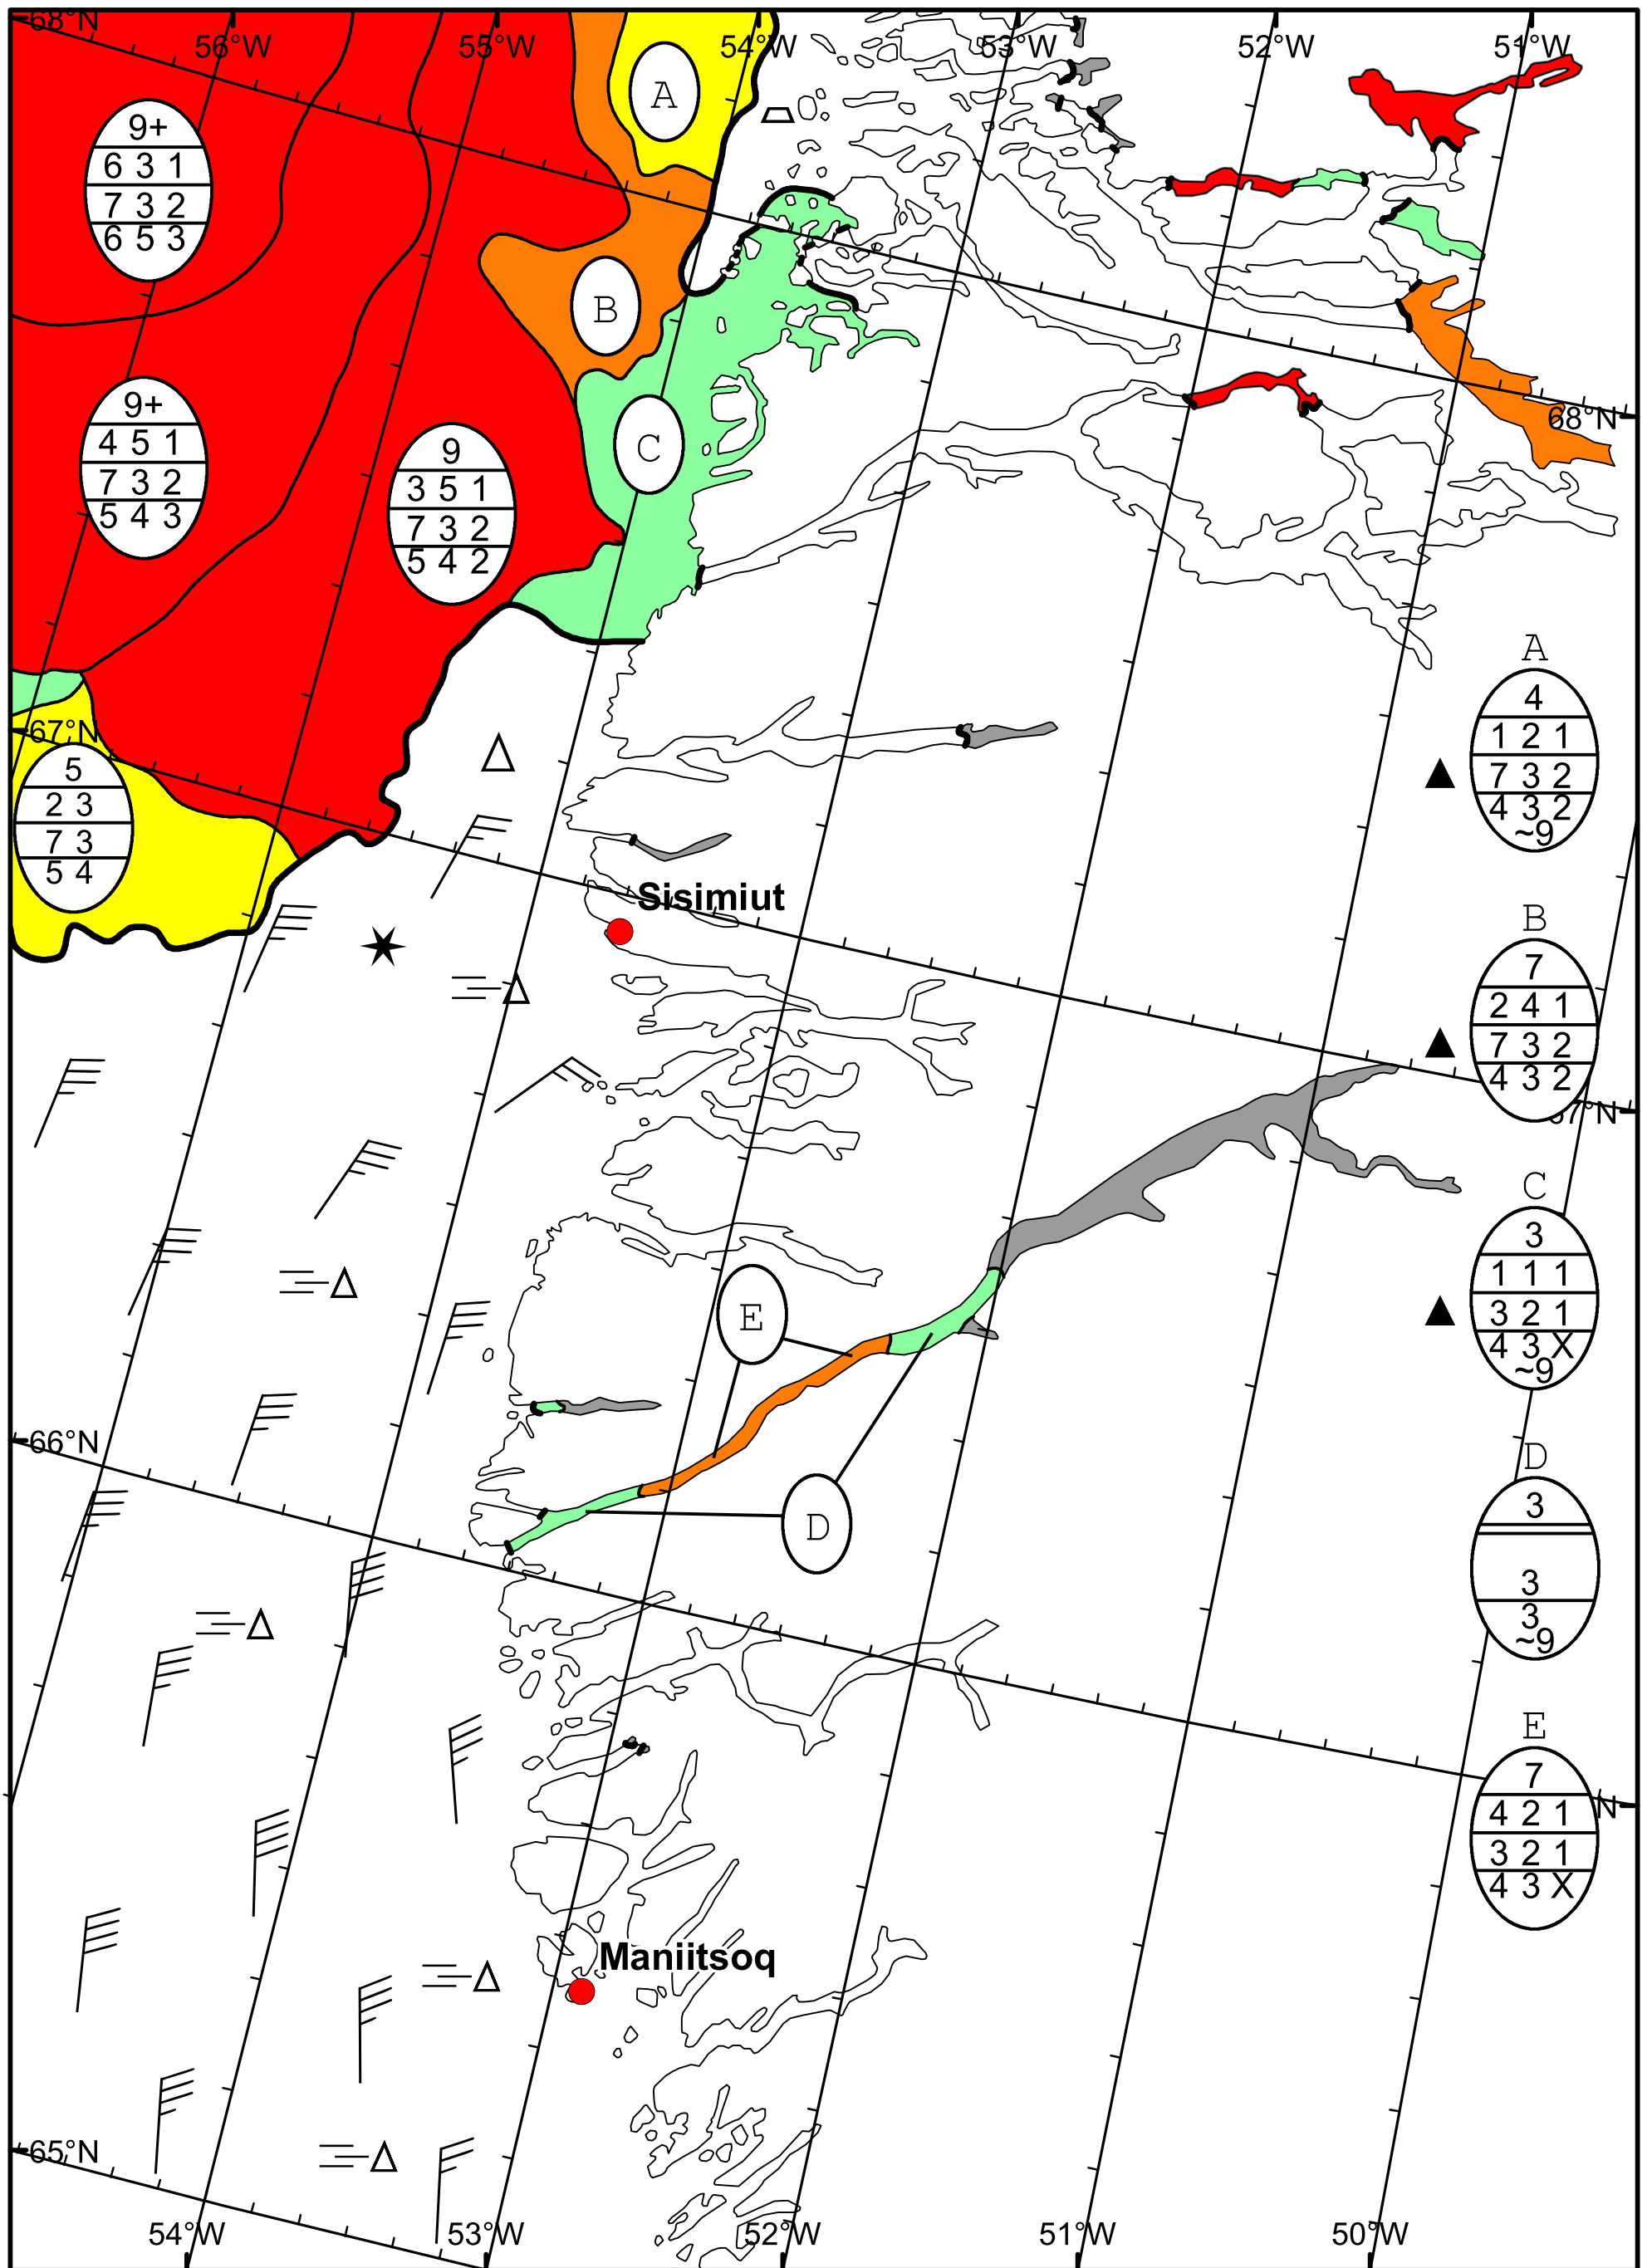 68°N
56°W 55°W 54°W 53°W 52°W 51°W
A
9+
6 3 1
7 3 2
6 5 3
B
9+
4 5 1
7 3 2
5 4 3
9
3 5 1
7 3 2
5 4 2
C
68°N
67°N
5
2 3
7 3
5 4
A
4
1 2 1
7 3 2
4 3 2
~9
Sisimiut
B
7
2 4 1
7 3 2
4 3 2
67°N
C
3
1 1 1
3 2 1
4 3 X
~9
E
66°N
D
D
3
3
3
~9
E
7
4 2 1
3 2 1
4 3 X
N
Maniitsoq
65°N
54°W 53°W 52°W 51°W 50°W